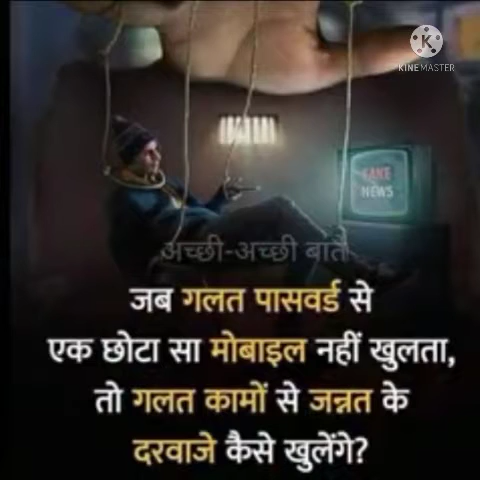 KINEMASTER
FAKE
NEWS
अच्छी-अच्छी बातें
जब गलत पासवर्ड से
एक छोटा सा मोबाइल नहीं खुलता,
तो गलत कामों से जन्नत के
दरवाजे कैसे खुलेंगे?